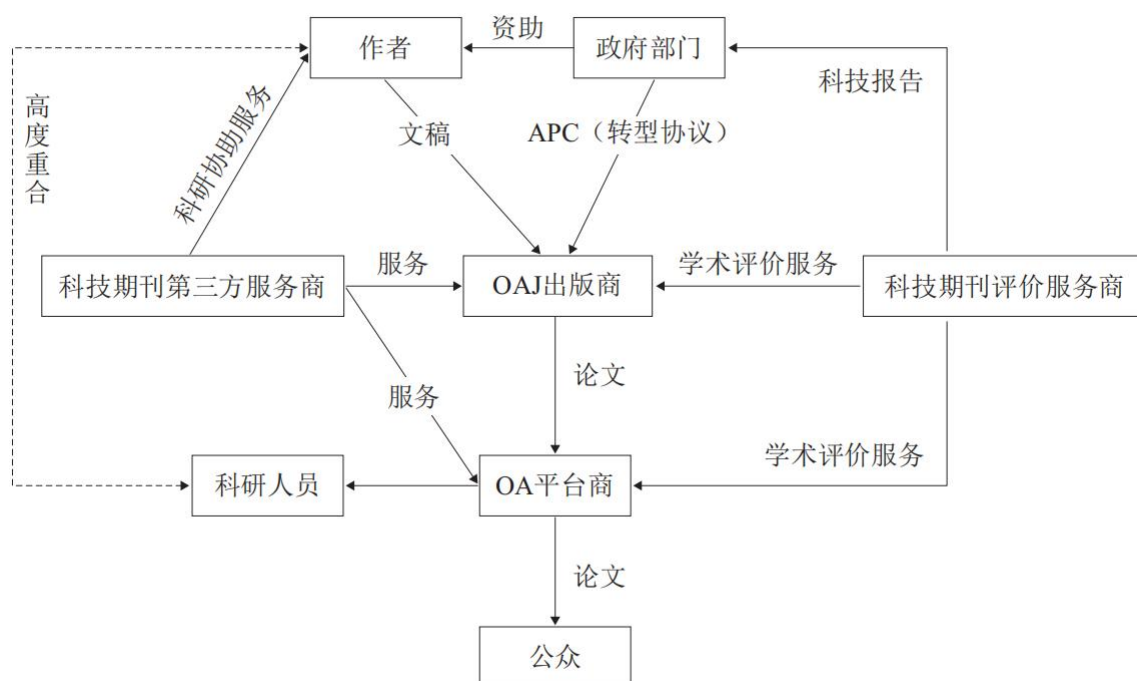 资助
作者
政府部门
科技报告
高度重合
科研协助服务
文稿
APC（转型协议）
服务
学术评价服务
科技期刊第三方服务商
OAJ出版商
科技期刊评价服务商
论文
服务
学术评价服务
科研人员
OA平台商
论文
公众